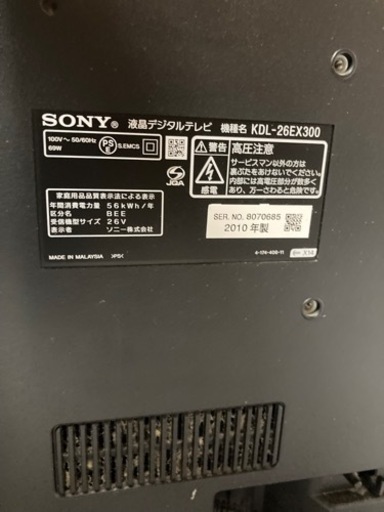 SONY® 液晶デジタルテレビ 機種名 KDL-26EX300
100V～50/60Hz
69W
PS
E
S.EMCS
JQA
感電
高圧注意
サービスマン以外の方は
裏ぶたをあけないでください。
内部には高電圧部分が数多く
あり、万一さわると危険です。
家庭用品品質表示法による表示
年間消費電力量 56kWh/年
区分名 BEE
受信機型サイズ 26V
表示者 ソニー株式会社
SER. NO. 8070685
2010 年製
MADE IN MALAYSIA >PS<